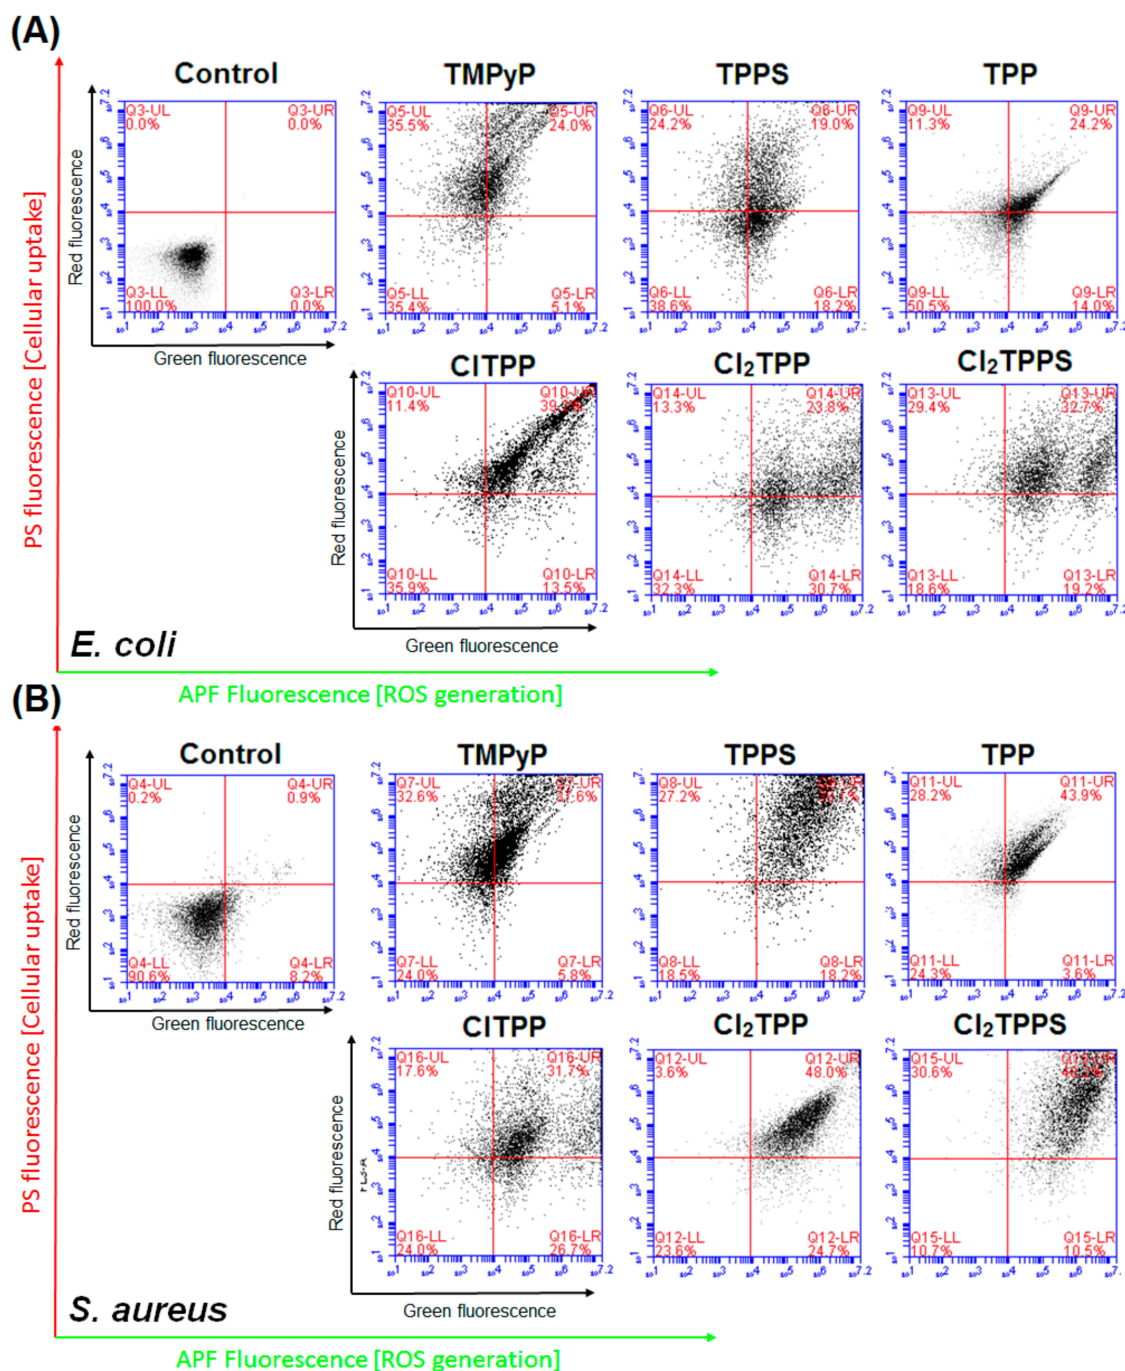 (A)
Control
TMPyP
TPPS
TPP
Q3-UL
0.0%
Q3-UR
0.0%
Q3-LL
100.0%
Q3-LR
0.0%
Q5-UL
35.5%
Q5-UR
24.0%
Q5-LL
35.4%
Q5-LR
5.1%
Q6-UL
24.2%
Q6-UR
19.0%
Q6-LL
38.6%
Q6-LR
18.2%
Q9-UL
11.3%
Q9-UR
24.2%
Q9-LL
50.5%
Q9-LR
14.0%
Red fluorescence
Green fluorescence
PS fluorescence [Cellular uptake]
ClTPP
Cl₂TPP
Cl₂TPPS
Q10-UL
11.4%
Q10-LL
35.9%
Q10-LR
13.5%
Q14-UL
13.3%
Q14-UR
23.8%
Q14-LL
32.3%
Q14-LR
30.7%
Q13-UL
29.4%
Q13-UR
32.7%
Q13-LL
18.6%
Q13-LR
19.2%
Red fluorescence
Green fluorescence
E. coli
APF Fluorescence [ROS generation]
(B)
Control
TMPyP
TPPS
TPP
Q4-UL
0.2%
Q4-UR
0.9%
Q4-LL
90.6%
Q4-LR
8.2%
Q7-UL
32.6%
Q7-LL
24.0%
Q7-LR
5.8%
Q8-UL
27.2%
Q8-LL
18.5%
Q8-LR
18.2%
Q11-UL
28.2%
Q11-UR
43.9%
Q11-LL
24.3%
Q11-LR
3.6%
Red fluorescence
Green fluorescence
PS fluorescence [Cellular uptake]
ClTPP
Cl₂TPP
Cl₂TPPS
Q16-UL
17.6%
Q16-UR
31.7%
Q16-LL
24.0%
Q16-LR
26.7%
Q12-UL
3.6%
Q12-UR
48.0%
Q12-LL
23.6%
Q12-LR
24.7%
Q15-UL
30.6%
Q15-LL
10.7%
Q15-LR
10.5%
Red fluorescence
Green fluorescence
S. aureus
APF Fluorescence [ROS generation]